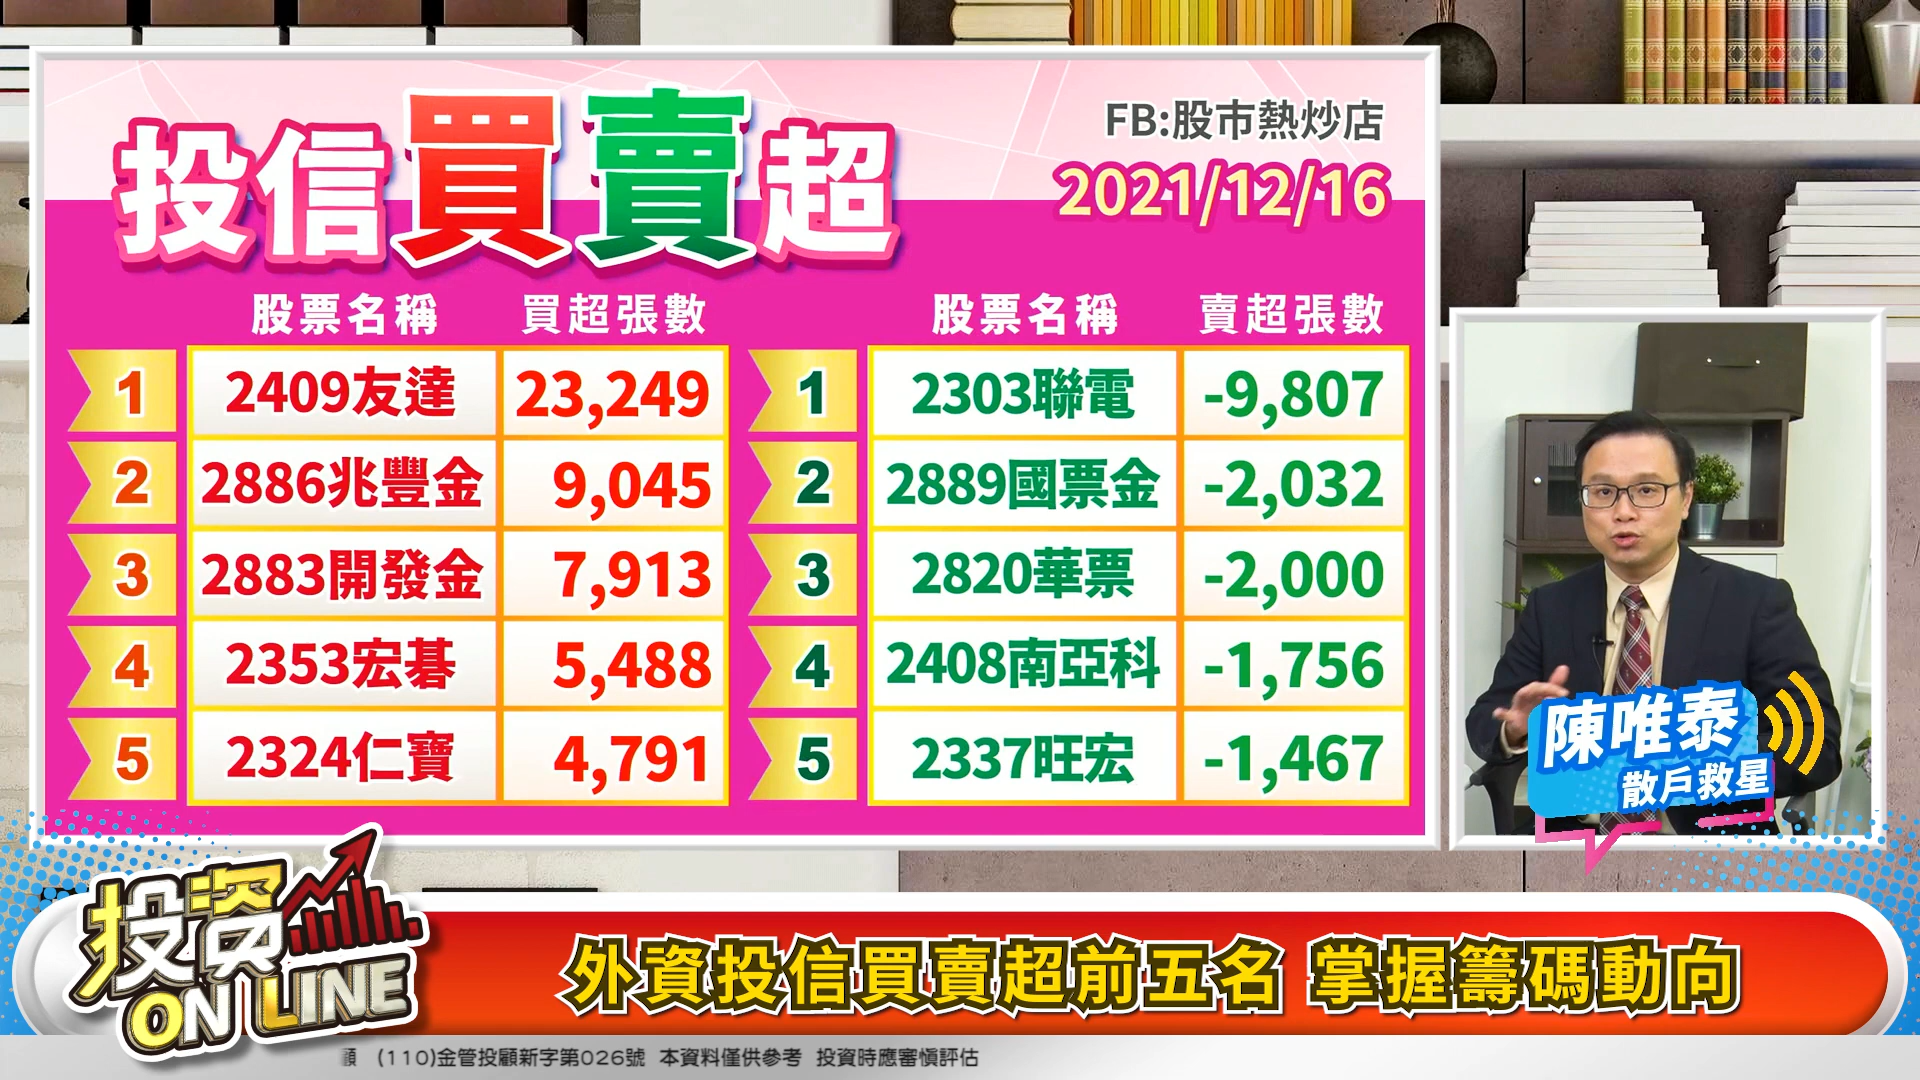 投信買賣超
FB:股市熱炒店
2021/12/16
股票名稱 買超張數 股票名稱 賣超張數
1 2409友達 23,249 1 2303聯電 -9,807
2 2886兆豐金 9,045 2 2889國票金 -2,032
3 2883開發金 7,913 3 2820華票 -2,000
4 2353宏碁 5,488 4 2408南亞科 -1,756
5 2324仁寶 4,791 5 2337旺宏 -1,467
陳唯泰
散戶救星
投資
ON LINE
外資投信買賣超前五名 掌握籌碼動向
顧 (110)金管投顧新字第026號 本資料僅供參考 投資時應審慎評估